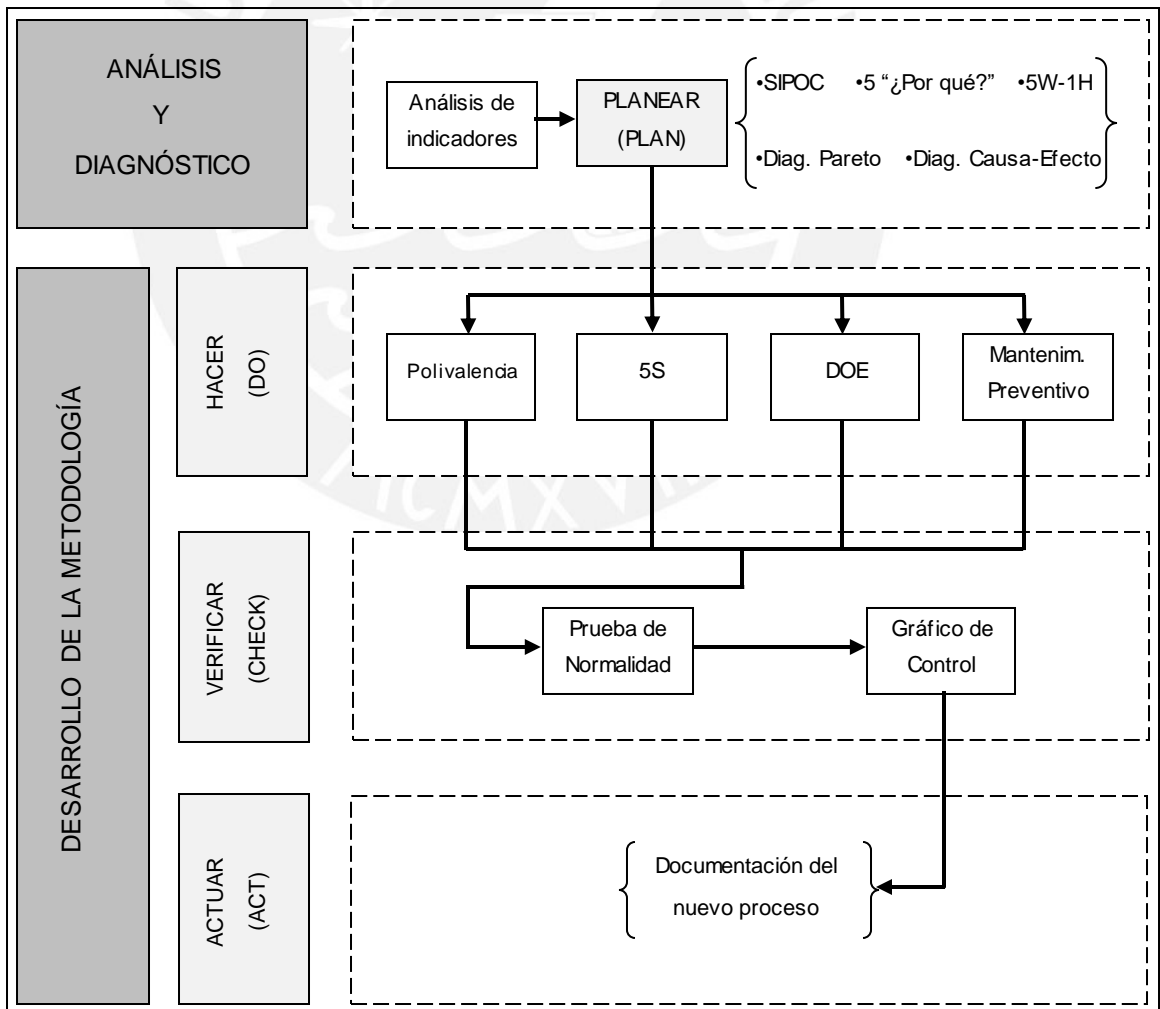 ANÁLISIS
Y
DIAGNÓSTICO
Análisis de
indicadores
PLANEAR
(PLAN)
•SIPOC •5 “¿Por qué?” •5W-1H
•Diag. Pareto •Diag. Causa-Efecto
DESARROLLO DE LA METODOLOGÍA
HACER
(DO)
Polivalencia
5S
DOE
Mantenim.
Preventivo
VERIFICAR
(CHECK)
Prueba de
Normalidad
Gráfico de
Control
ACTUAR
(ACT)
Documentación del
nuevo proceso